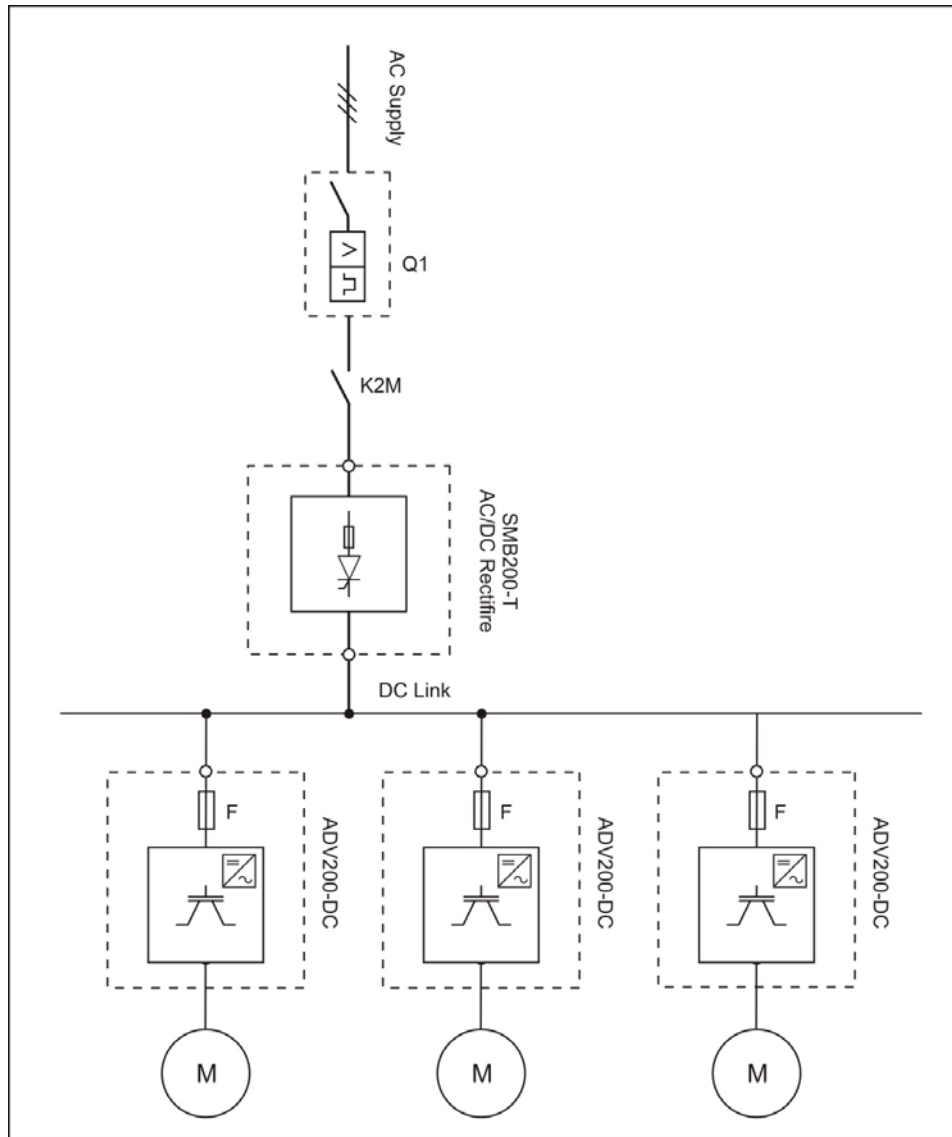 AC Supply
Q1
K2M
SMB200-T
AC/DC Rectifire
DC Link
F
ADV200-DC
F
ADV200-DC
F
ADV200-DC
M
M
M